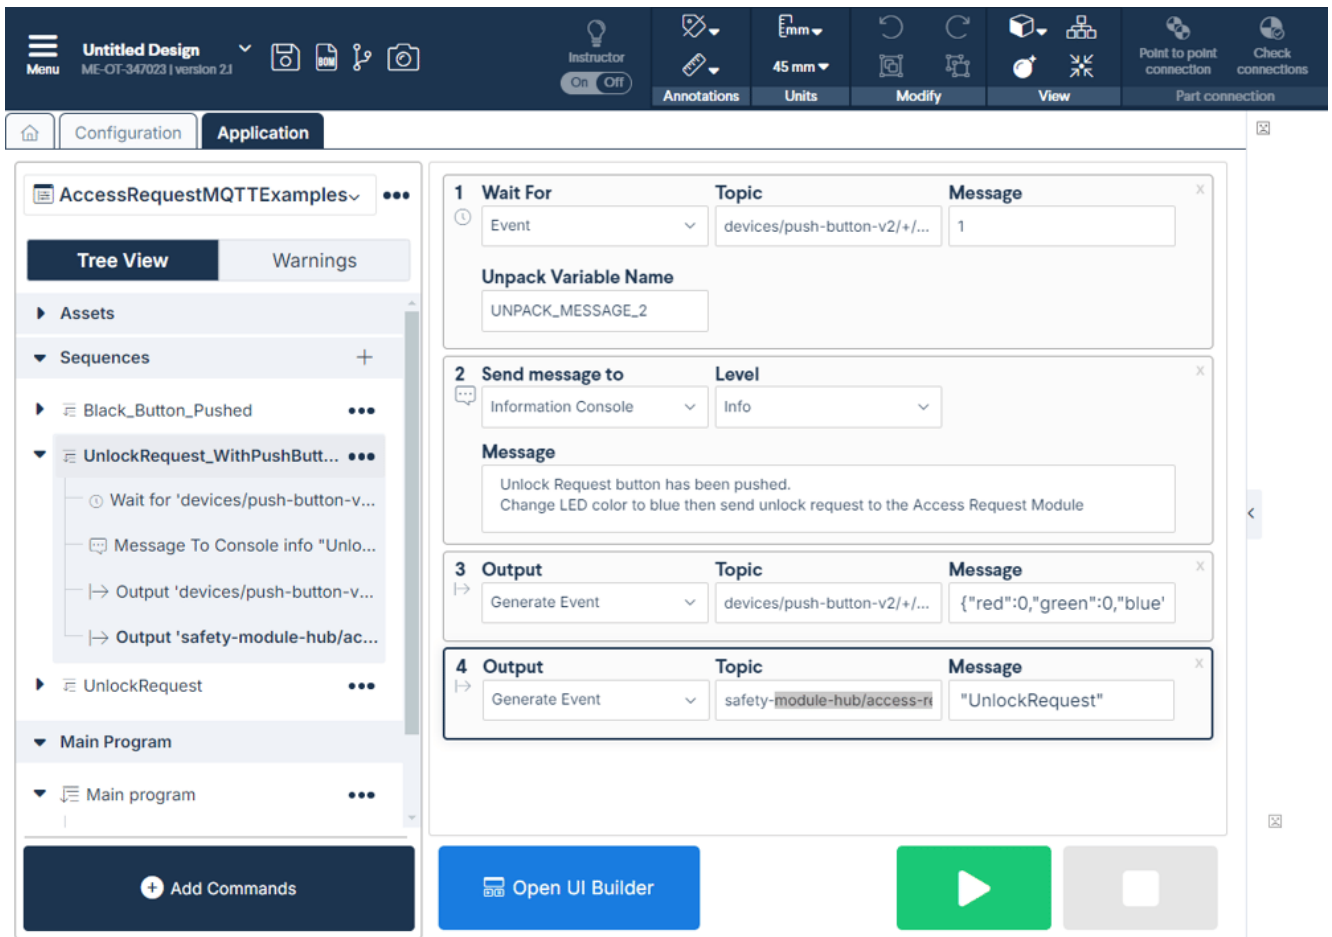 Menu
Untitled Design
ME-OT-347023 | version 2.1
BOM
Instructor
On Off
mm
45 mm
Annotations
Units
Modify
View
Point to point
connection
Check
connections
Part connection
Configuration
Application
AccessRequestMQTTExamples
Tree View
Warnings
Assets
Sequences
Black_Button_Pushed
UnlockRequest_WithPushButt...
Wait for 'devices/push-button-v...
Message To Console info "Unlo...
Output 'devices/push-button-v...
Output 'safety-module-hub/ac...
UnlockRequest
Main Program
Main program
Add Commands
1 Wait For Topic Message x
Event devices/push-button-v2/+/... 1
Unpack Variable Name
UNPACK_MESSAGE_2
2 Send message to Level x
Information Console Info
Message
Unlock Request button has been pushed.
Change LED color to blue then send unlock request to the Access Request Module
3 Output Topic Message x
Generate Event devices/push-button-v2/+/... {"red":0,"green":0,"blue"
4 Output Topic Message x
Generate Event safety-module-hub/access-re "UnlockRequest"
Open UI Builder